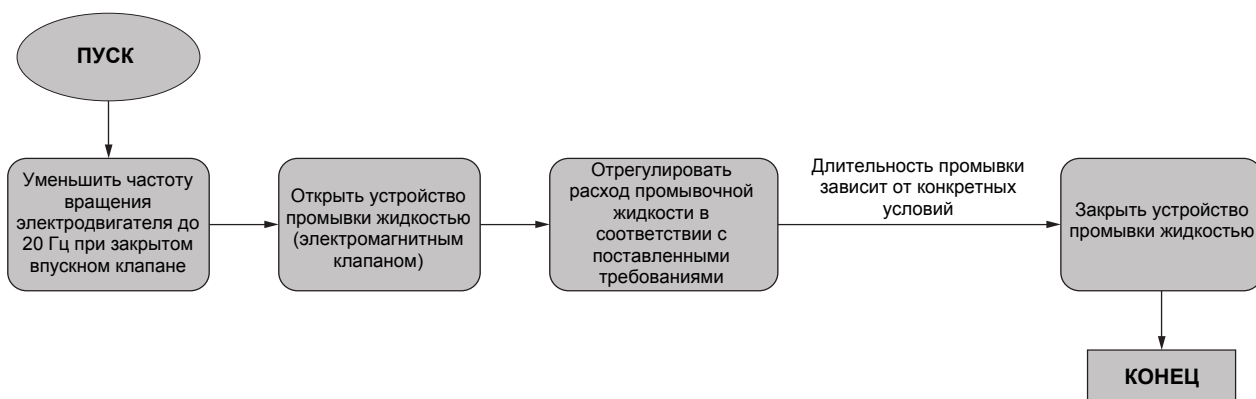 ПУСК
Уменьшить частоту
вращения
электродвигателя до
20 Гц при закрытом
впускном клапане
Открыть устройство
промывки жидкостью
(электромагнитным
клапаном)
Отрегулировать
расход промывочной
жидкости в
соответствии с
поставленными
требованиями
Длительность промывки
зависит от конкретных
условий
Закрыть устройство
промывки жидкостью
КОНЕЦ